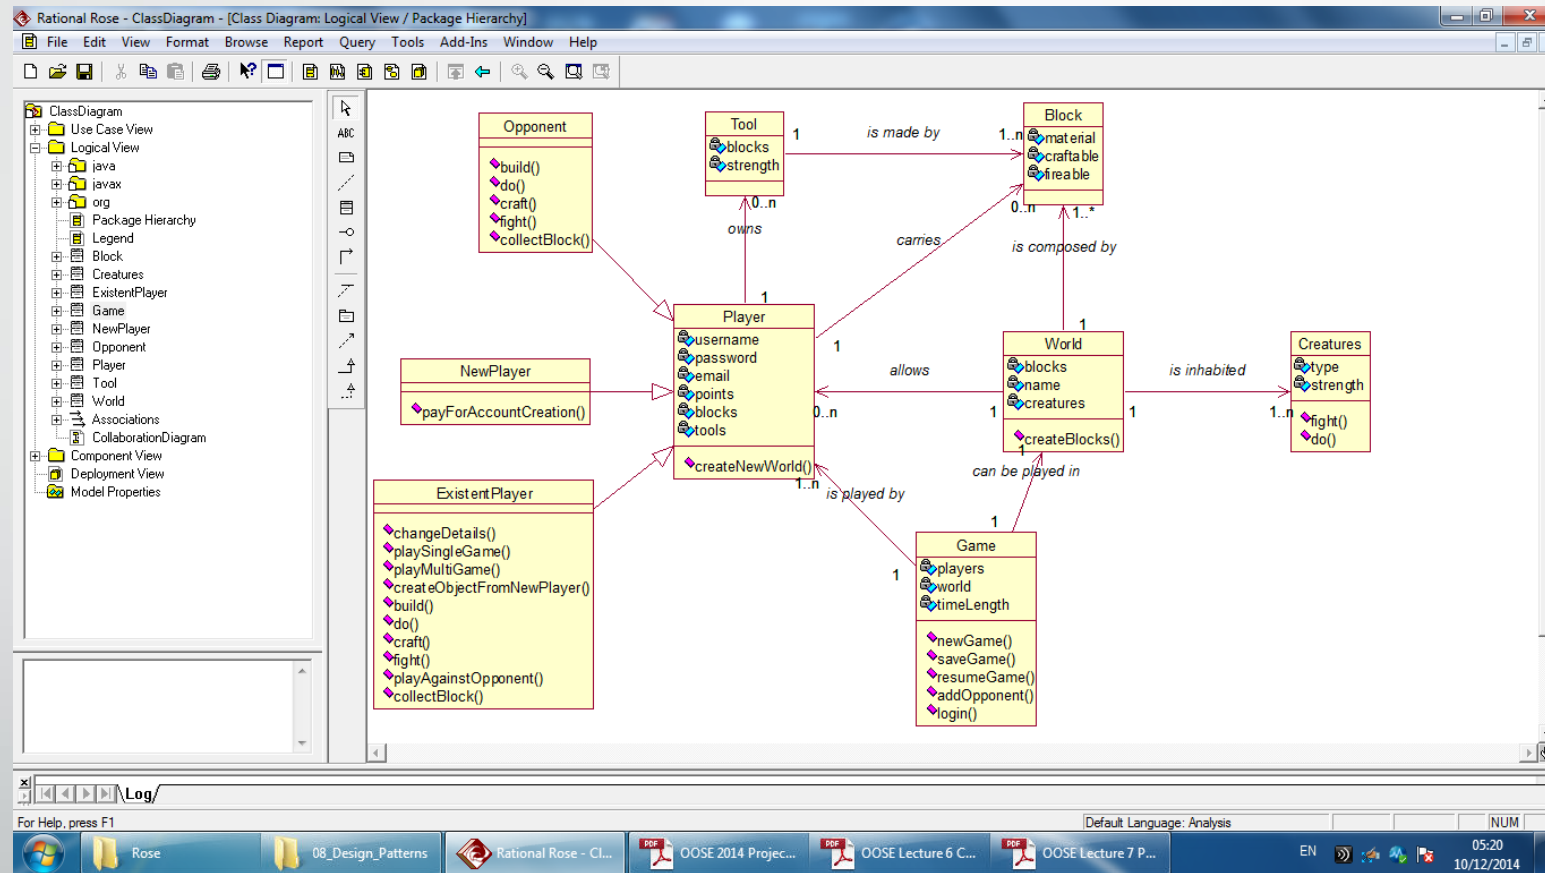 Rational Rose - ClassDiagram - [Class Diagram: Logical View / Package Hierarchy]
File Edit View Format Browse Report Query Tools Add-Ins Window Help
ClassDiagram
Use Case View
Logical View
java
javax
org
Package Hierarchy
Legend
Block
Creatures
ExistentPlayer
Game
NewPlayer
Opponent
Player
Tool
World
Associations
CollaborationDiagram
Component View
Deployment View
Model Properties
ABC
Opponent
build()
do()
craft()
fight()
collectBlock()
Tool
blocks
strength
1
is made by
1..n
Block
material
craftable
fireable
0..n
owns
1
carries
0..n
1
1..*
is composed by
1
Player
username
password
email
points
blocks
tools
createNewWorld()
NewPlayer
payForAccountCreation()
allows
0..n
1
World
blocks
name
creatures
createBlocks()
is inhabited
1
1..n
Creatures
type
strength
fight()
do()
ExistentPlayer
changeDetails()
playSingleGame()
playMultiGame()
createObjectFromNewPlayer()
build()
do()
craft()
fight()
playAgainstOpponent()
collectBlock()
1..n
is played by
1
1
can be played in
1
Game
players
world
timeLength
newGame()
saveGame()
resumeGame()
addOpponent()
login()
Log
For Help, press F1
Default Language: Analysis
NUM
Rose
08_Design_Patterns
Rational Rose - Cl...
PDF
OOSE 2014 Projec...
PDF
OOSE Lecture 6 C...
PDF
OOSE Lecture 7 P...
EN
05:20
10/12/2014